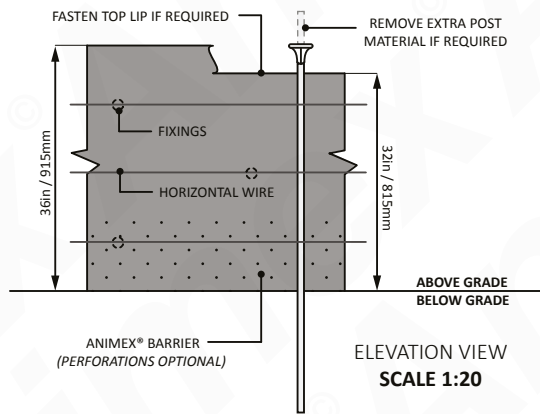 FASTEN TOP LIP IF REQUIRED
REMOVE EXTRA POST
MATERIAL IF REQUIRED
FIXINGS
36in / 915mm
32in / 815mm
HORIZONTAL WIRE
ABOVE GRADE
BELOW GRADE
ANIMEX® BARRIER
(PERFORATIONS OPTIONAL)
ELEVATION VIEW
SCALE 1:20